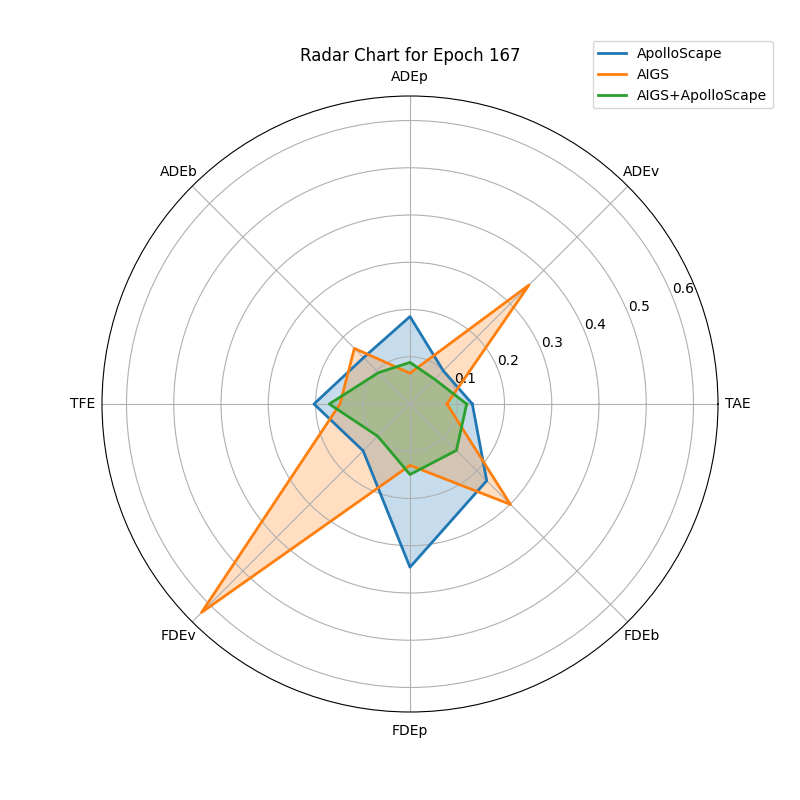 Radar Chart for Epoch 167
ApolloScape
AIGS
AIGS+ApolloScape
ADEp
ADEb
ADEv
0.6
0.5
0.4
0.3
0.2
0.1
TFE
TAE
FDEv
FDEb
FDEp